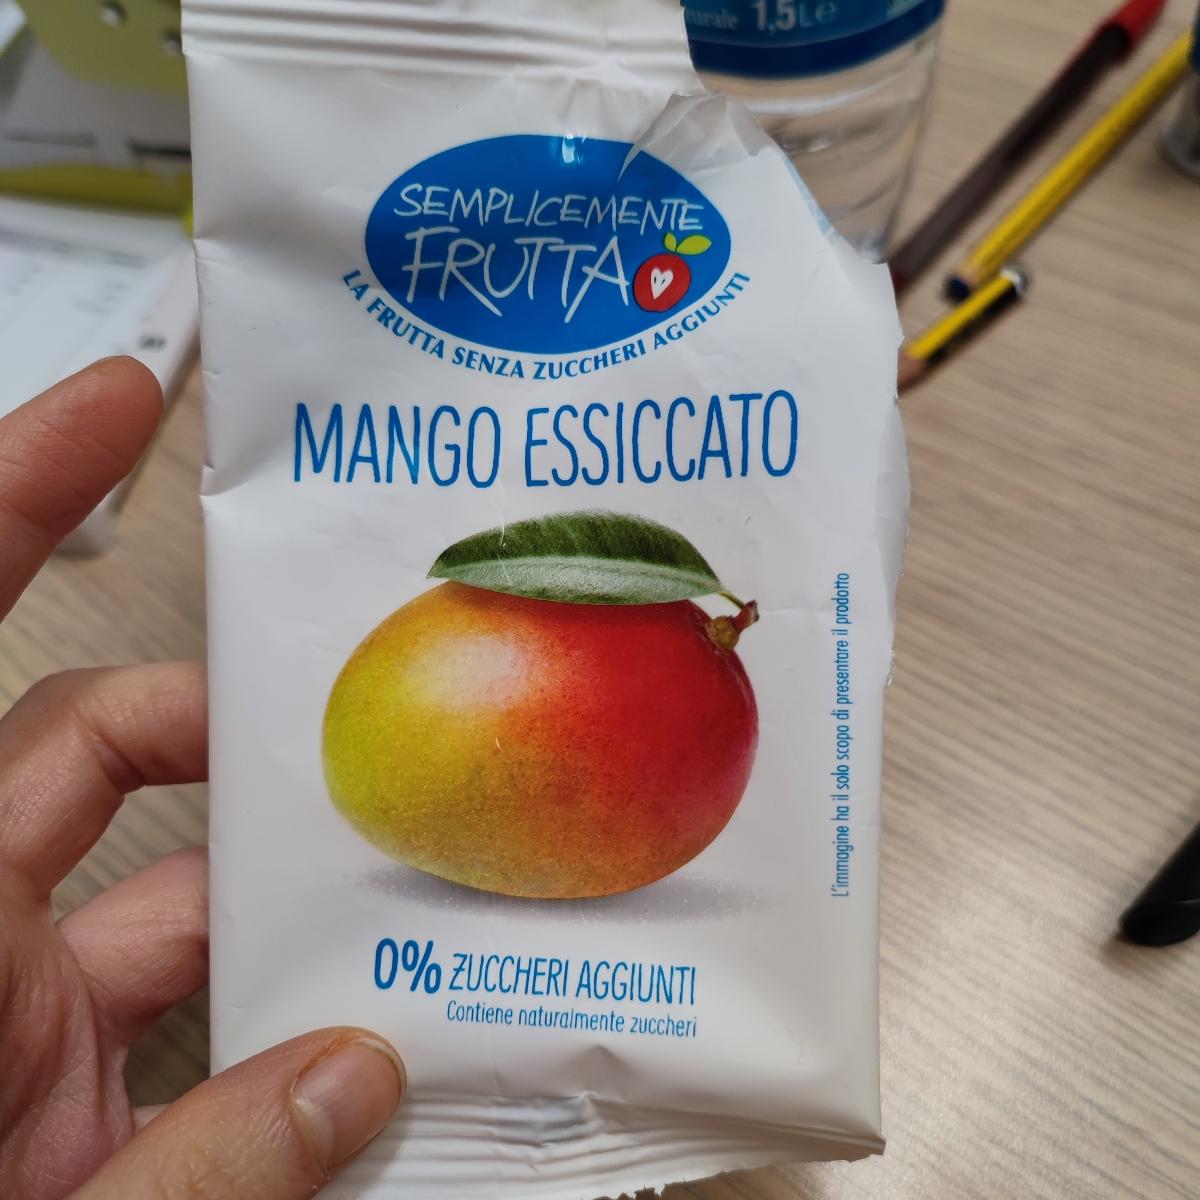 1,5L℮
SEMPLICEMENTE
FRUTTA
LA FRUTTA SENZA ZUCCHERI AGGIUNTI
MANGO ESSICCATO
L'immagine ha il solo scopo di presentare il prodotto
0% ZUCCHERI AGGIUNTI
Contiene naturalmente zuccheri